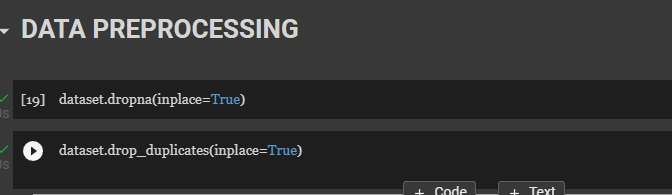 DATA PREPROCESSING
[19] dataset.dropna(inplace=True)
dataset.drop_duplicates(inplace=True)
+ Code + Text